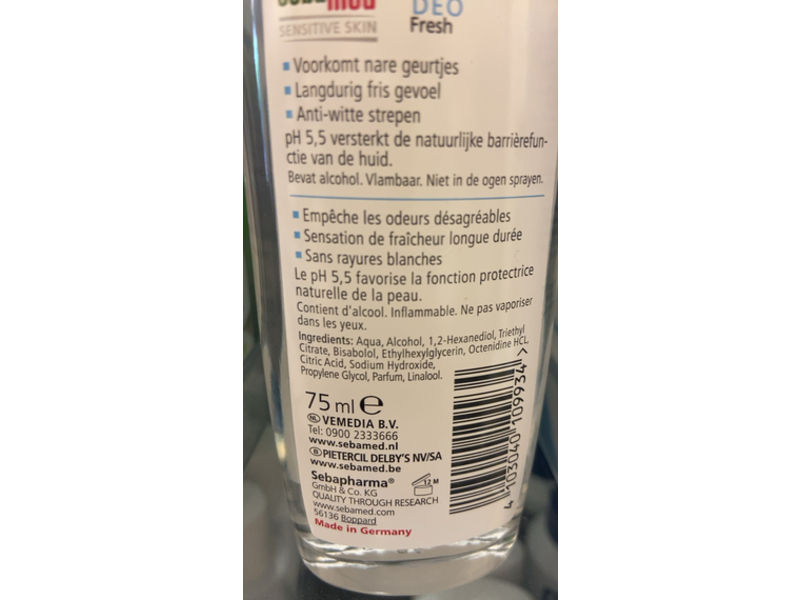 sebamed
SENSITIVE SKIN
DEO
Fresh
Voorkomt nare geurtjes
Langdurig fris gevoel
Anti-witte strepen
pH 5,5 versterkt de natuurlijke barrièrefun-
ctie van de huid.
Bevat alcohol. Vlambaar. Niet in de ogen sprayen.
Empêche les odeurs désagréables
Sensation de fraîcheur longue durée
Sans rayures blanches
Le pH 5,5 favorise la fonction protectrice
naturelle de la peau.
Contient d'alcool. Inflammable. Ne pas vaporiser
dans les yeux.
Ingredients: Aqua, Alcohol, 1,2-Hexanediol, Triethyl
Citrate, Bisabolol, Ethylhexylglycerin, Octenidine HCL,
Citric Acid, Sodium Hydroxide,
Propylene Glycol, Parfum, Linalool.
75 ml e
NL VEMEDIA B.V.
Tel: 0900 2333666
www.sebamed.nl
B PIETERCIL DELBY'S NV/SA
www.sebamed.be
Sebapharma®
GmbH & Co. KG
QUALITY THROUGH RESEARCH
www.sebamed.com
56136 Boppard
Made in Germany
12 M
4 103040 109934 >